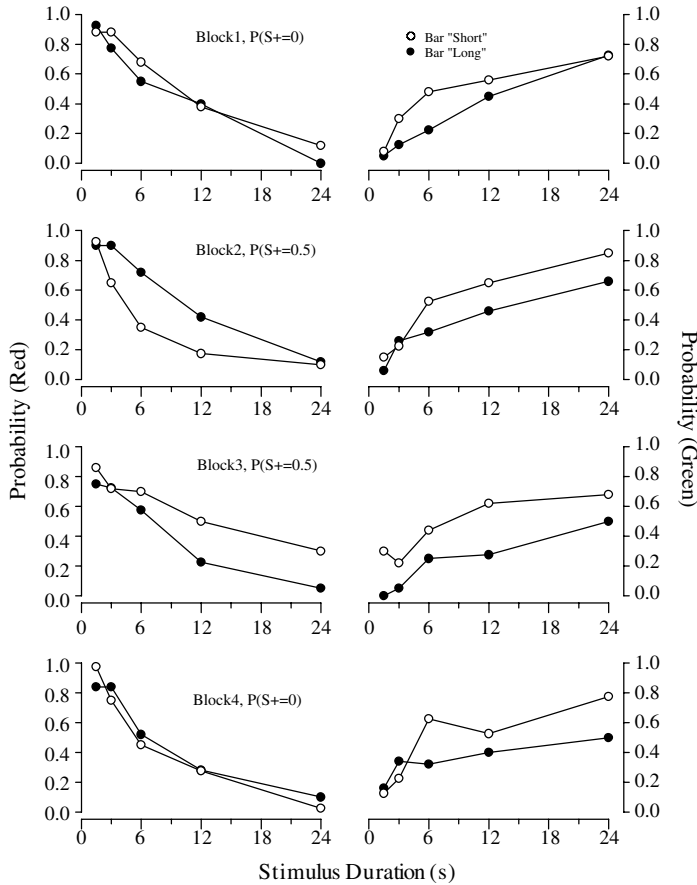 Block1, P(S+=0)
Bar "Short"
Bar "Long"
1.0
0.8
0.6
0.4
0.2
0.0
1.0
0.8
0.6
0.4
0.2
0.0
0 6 12 18 24
0 6 12 18 24
Block2, P(S+=0.5)
1.0
0.8
0.6
0.4
0.2
0.0
1.0
0.8
0.6
0.4
0.2
0.0
0 6 12 18 24
0 6 12 18 24
Probability (Red)
Probability (Green)
Block3, P(S+=0.5)
1.0
0.8
0.6
0.4
0.2
0.0
1.0
0.8
0.6
0.4
0.2
0.0
0 6 12 18 24
0 6 12 18 24
Block4, P(S+=0)
1.0
0.8
0.6
0.4
0.2
0.0
1.0
0.8
0.6
0.4
0.2
0.0
0 6 12 18 24
0 6 12 18 24
Stimulus Duration (s)